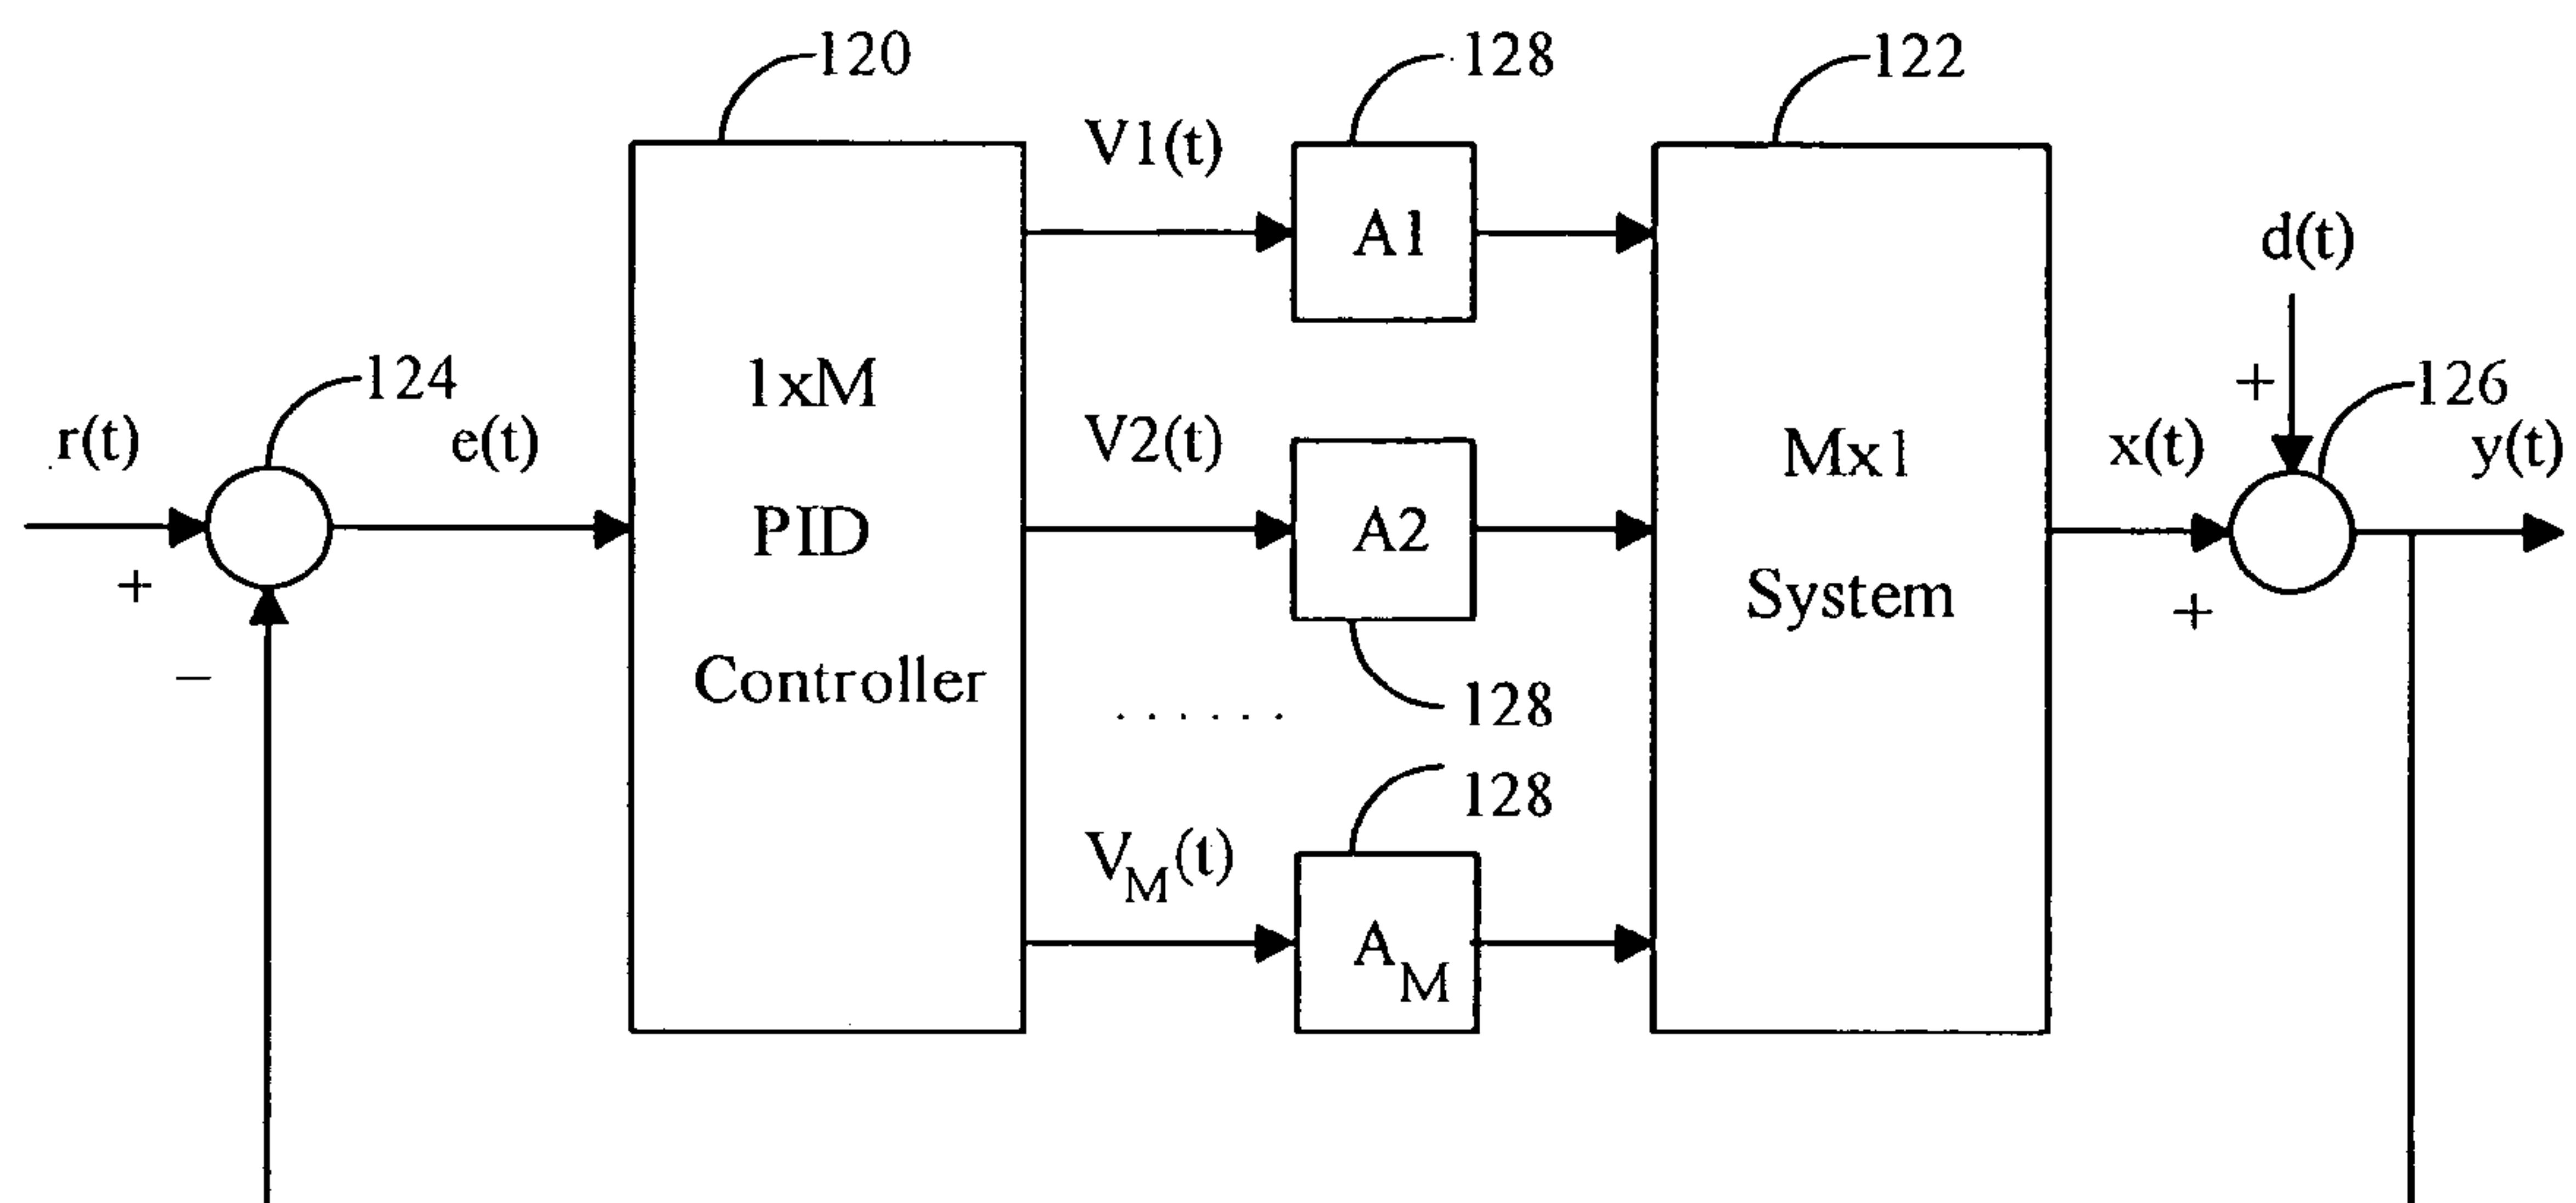 120
128
122
V1(t)
A1
d(t)
124
1xM
+
126
r(t)
e(t)
V2(t)
Mx1
x(t)
y(t)
PID
A2
+
System
+
−
Controller
128
......
128
VM(t)
AM